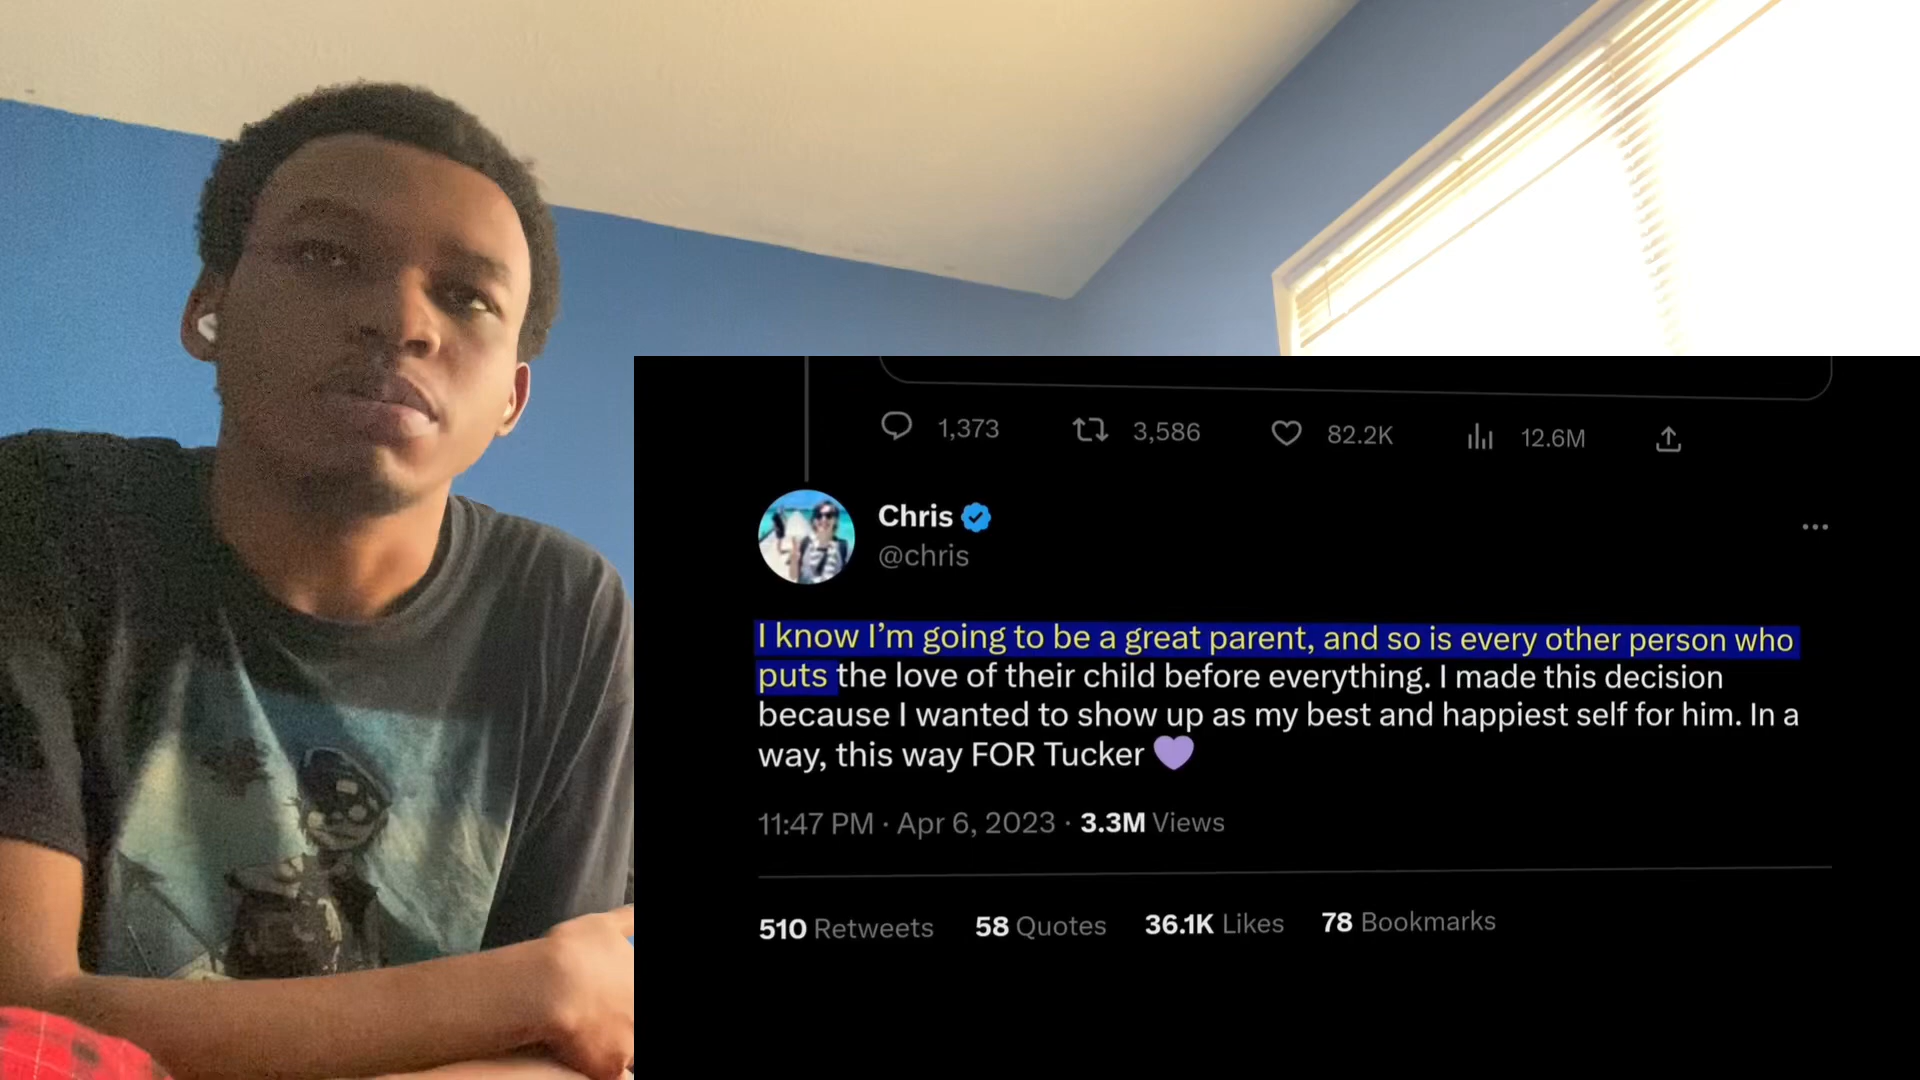 1,373 3,586 82.2K 12.6M
Chris
@chris
I know I'm going to be a great parent, and so is every other person who
puts the love of their child before everything. I made this decision
because I wanted to show up as my best and happiest self for him. In a
way, this way FOR Tucker 💜
11:47 PM · Apr 6, 2023 · 3.3M Views
510 Retweets 58 Quotes 36.1K Likes 78 Bookmarks